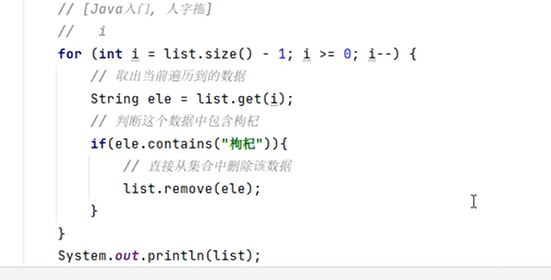 // [Java入门, 人字拖]
//   i
for (int i = list.size() - 1; i >= 0; i--) {
// 取出当前遍历到的数据
String ele = list.get(i);
// 判断这个数据中包含枸杞
if(ele.contains("枸杞")){
// 直接从集合中删除该数据
list.remove(ele);
}
}
System.out.println(list);